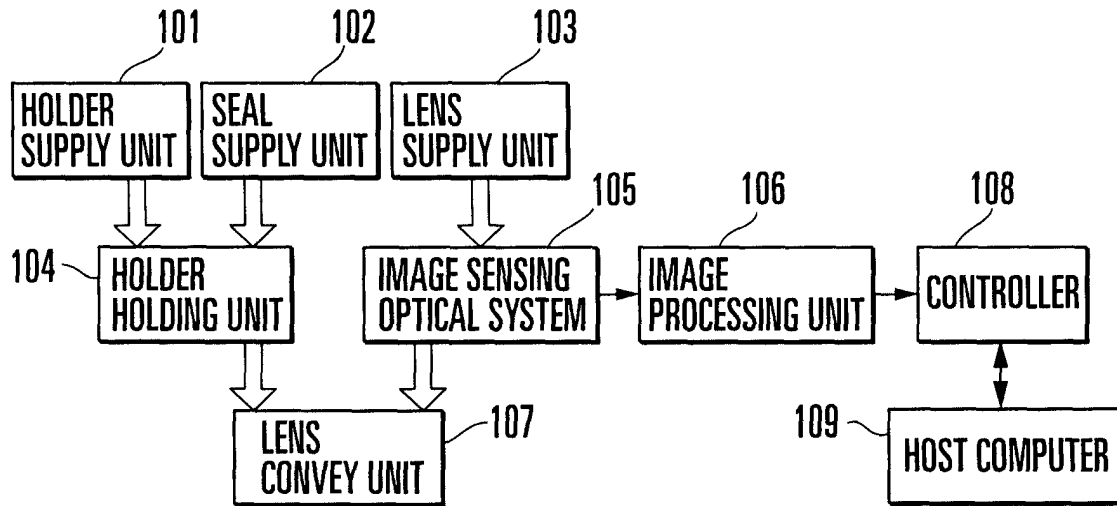 101
102
103
HOLDER
SUPPLY UNIT
SEAL
SUPPLY UNIT
LENS
SUPPLY UNIT
104
HOLDER
HOLDING UNIT
105
IMAGE SENSING
OPTICAL SYSTEM
106
IMAGE
PROCESSING UNIT
108
CONTROLLER
107
LENS
CONVEY UNIT
109
HOST COMPUTER